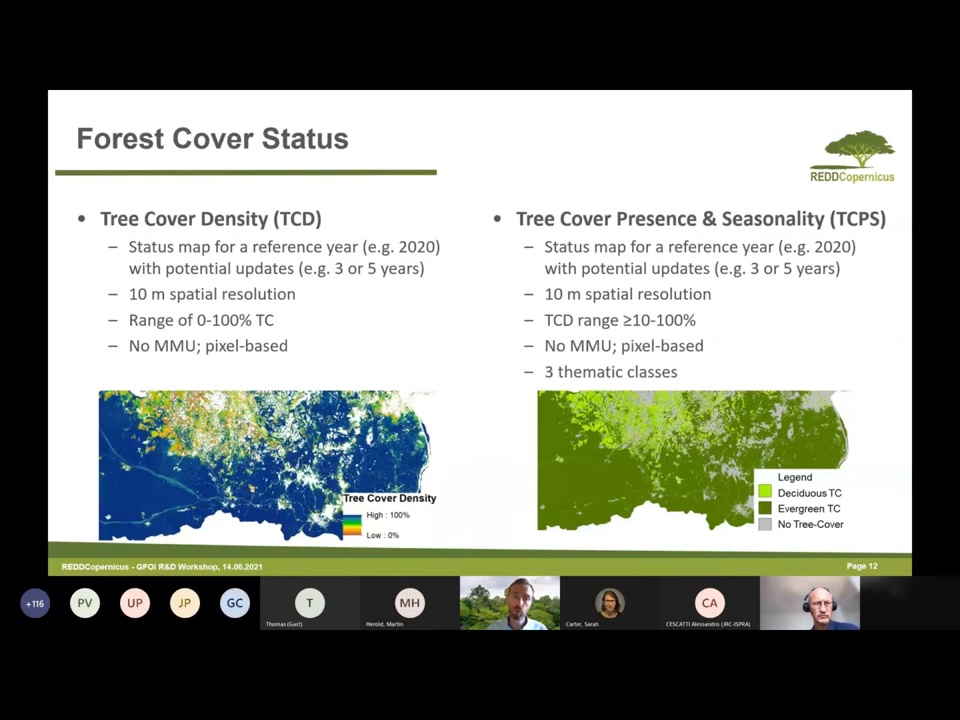 Forest Cover Status
REDDCopernicus
• Tree Cover Density (TCD)
– Status map for a reference year (e.g. 2020)
with potential updates (e.g. 3 or 5 years)
– 10 m spatial resolution
– Range of 0-100% TC
– No MMU; pixel-based
Tree Cover Density
High : 100%
Low : 0%
• Tree Cover Presence & Seasonality (TCPS)
– Status map for a reference year (e.g. 2020)
with potential updates (e.g. 3 or 5 years)
– 10 m spatial resolution
– TCD range ≥10-100%
– No MMU; pixel-based
– 3 thematic classes
Legend
Deciduous TC
Evergreen TC
No Tree-Cover
REDDCopernicus - GFOI R&D Workshop, 14.06.2021
Page 12
+116
PV
UP
JP
GC
T
Thomas (Gast)
MH
Herold, Martin
Carter, Sarah
CA
CESCATTI Alessandro (JRC-ISPRA)